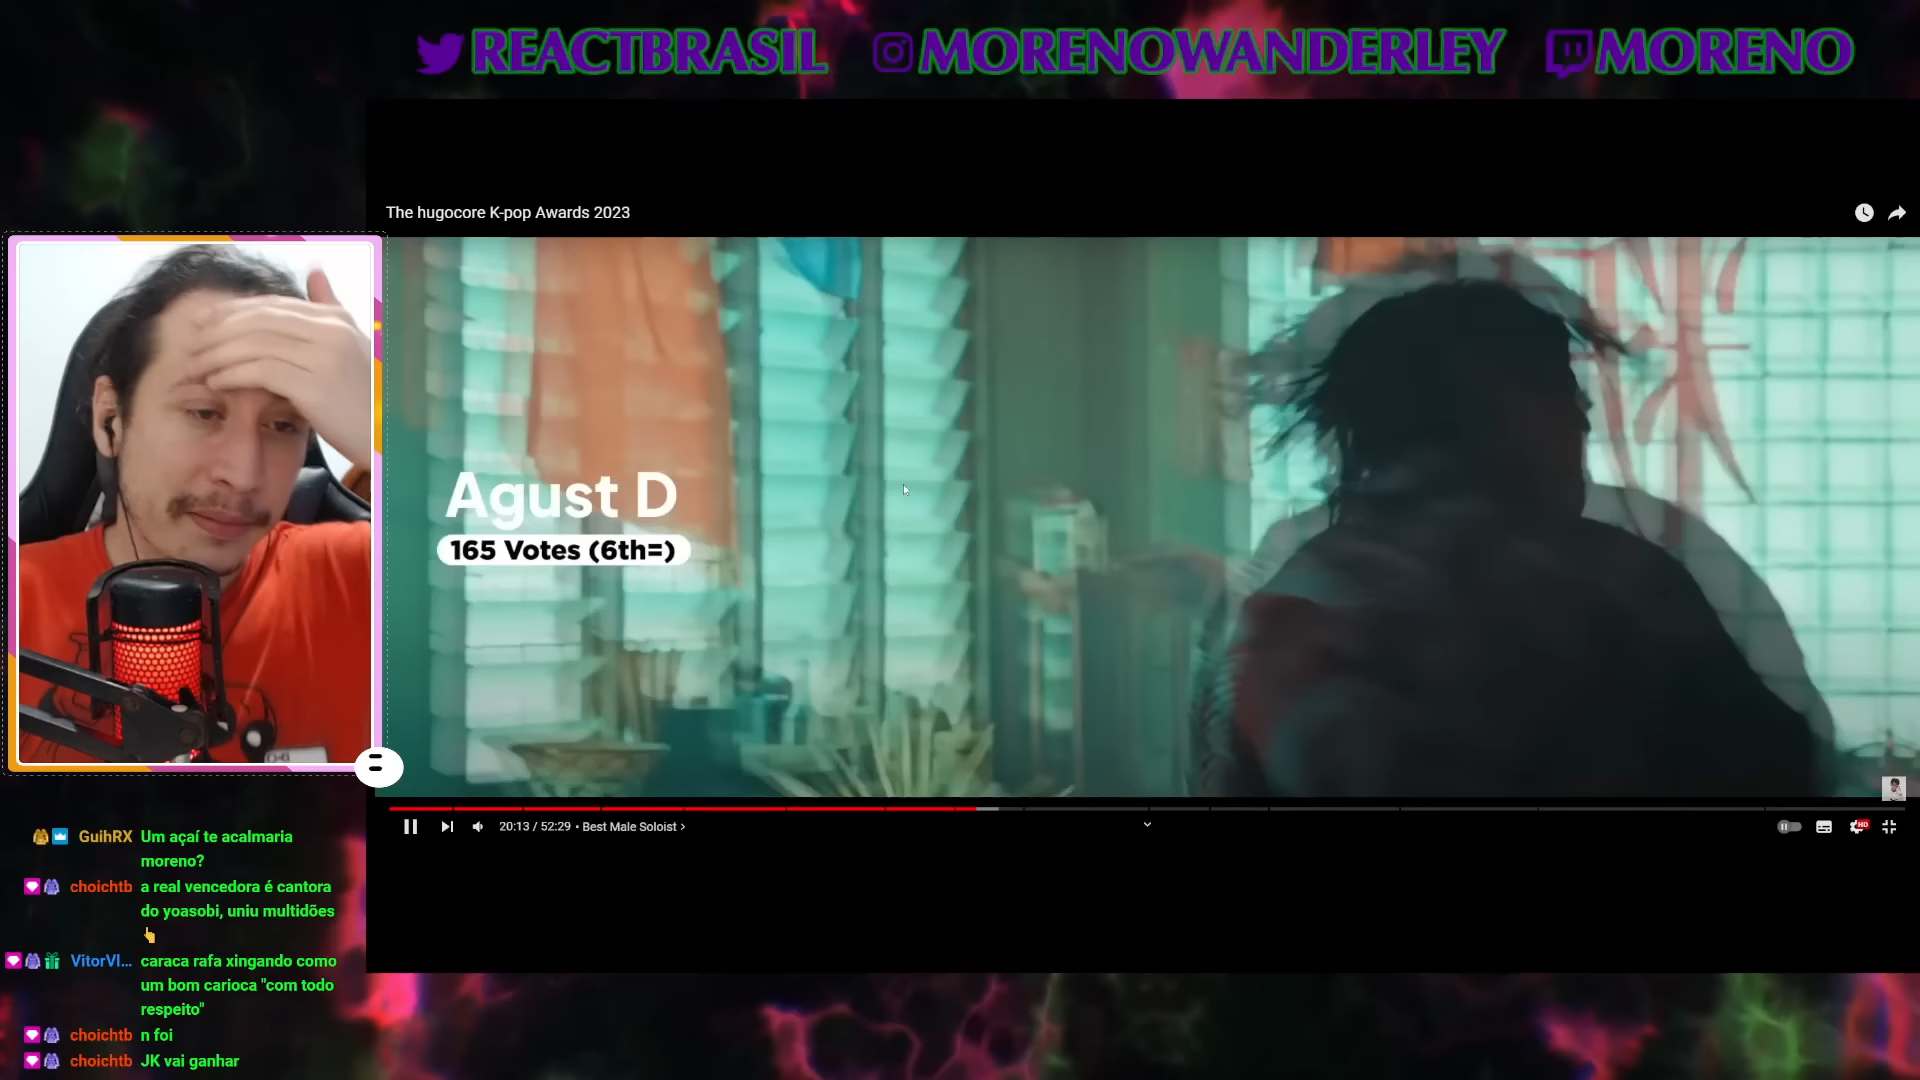 REACTBRASIL MORENOWANDERLEY MORENO
The hugocore K-pop Awards 2023
Agust D
165 Votes (6th=)
20:13 / 52:29 • Best Male Soloist >
HD
GuihRX Um açaí te acalmaria
moreno?
choichtb a real vencedora é cantora
do yoasobi, uniu multidões
👆
VitorVl... caraca rafa xingando como
um bom carioca "com todo
respeito"
choichtb n foi
choichtb JK vai ganhar